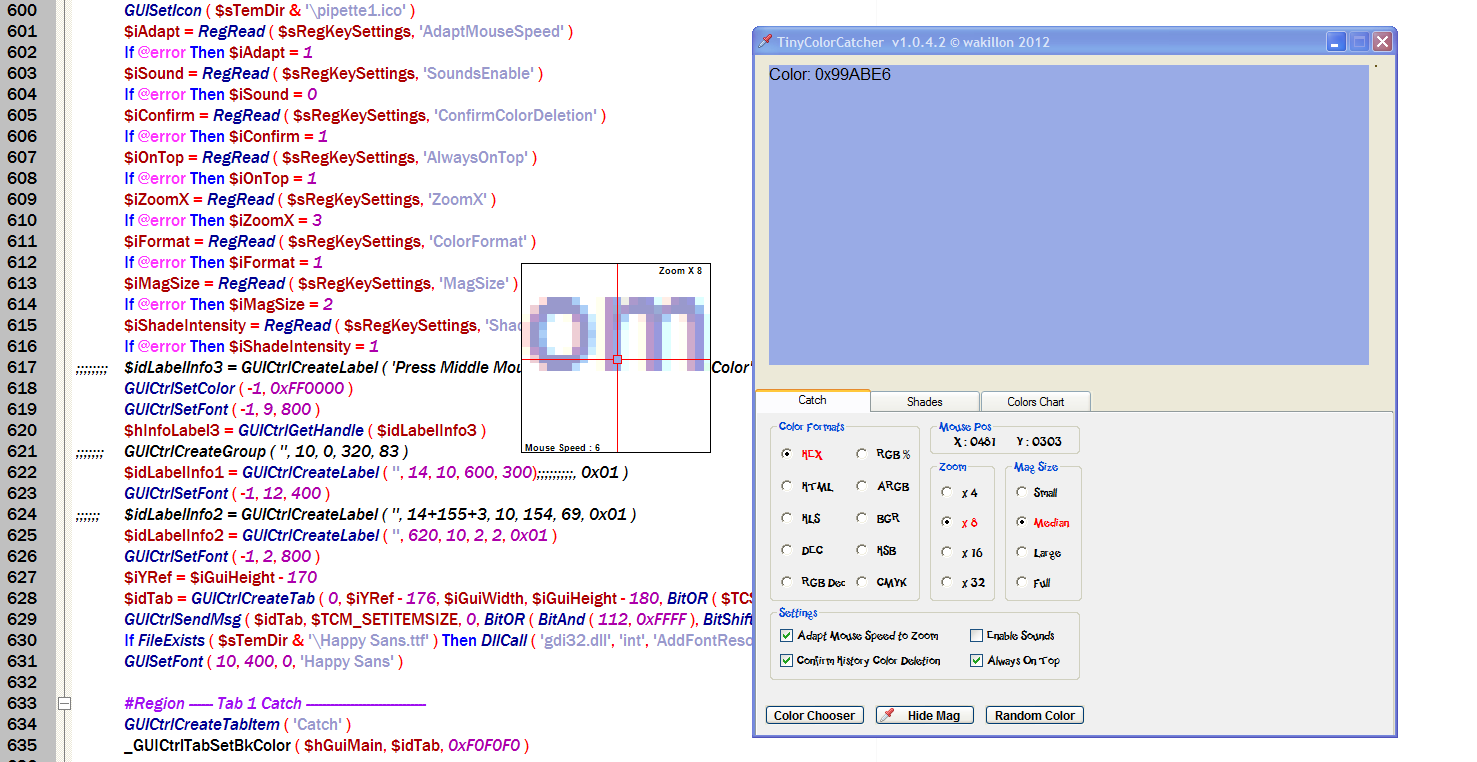 600 GUISetIcon ( $sTemDir & '\pipette1.ico' )
601 $iAdapt = RegRead ( $sRegKeySettings, 'AdaptMouseSpeed' )
602 If @error Then $iAdapt = 1
603 $iSound = RegRead ( $sRegKeySettings, 'SoundsEnable' )
604 If @error Then $iSound = 0
605 $iConfirm = RegRead ( $sRegKeySettings, 'ConfirmColorDeletion' )
606 If @error Then $iConfirm = 1
607 $iOnTop = RegRead ( $sRegKeySettings, 'AlwaysOnTop' )
608 If @error Then $iOnTop = 1
609 $iZoomX = RegRead ( $sRegKeySettings, 'ZoomX' )
610 If @error Then $iZoomX = 3
611 $iFormat = RegRead ( $sRegKeySettings, 'ColorFormat' )
612 If @error Then $iFormat = 1
613 $iMagSize = RegRead ( $sRegKeySettings, 'MagSize' )
614 If @error Then $iMagSize = 2
615 $iShadeIntensity = RegRead ( $sRegKeySettings, 'Shad
616 If @error Then $iShadeIntensity = 1
617 ;;;;;;;; $idLabelInfo3 = GUICtrlCreateLabel ( 'Press Middle Mou Color'
618 GUICtrlSetColor ( -1, 0xFF0000 )
619 GUICtrlSetFont ( -1, 9, 800 )
620 $hInfoLabel3 = GUICtrlGetHandle ( $idLabelInfo3 )
621 ;;;;;;; GUICtrlCreateGroup ( '', 10, 0, 320, 83 )
622 $idLabelInfo1 = GUICtrlCreateLabel ( '', 14, 10, 600, 300);;;;;;;;;;, 0x01 )
623 GUICtrlSetFont ( -1, 12, 400 )
624 ;;;;;; $idLabelInfo2 = GUICtrlCreateLabel ( '', 14+155+3, 10, 154, 69, 0x01 )
625 $idLabelInfo2 = GUICtrlCreateLabel ( '', 620, 10, 2, 2, 0x01 )
626 GUICtrlSetFont ( -1, 2, 800 )
627 $iYRef = $iGuiHeight - 170
628 $idTab = GUICtrlCreateTab ( 0, $iYRef - 176, $iGuiWidth, $iGuiHeight - 180, BitOR ( $TCS
629 GUICtrlSendMsg ( $idTab, $TCM_SETITEMSIZE, 0, BitOR ( BitAnd ( 112, 0xFFFF ), BitShift
630 If FileExists ( $sTemDir & '\Happy Sans.ttf' ) Then DllCall ( 'gdi32.dll', 'int', 'AddFontReso
631 GUISetFont ( 10, 400, 0, 'Happy Sans' )
632
633 #Region ------ Tab 1 Catch ------------------------------
634 GUICtrlCreateTabItem ( 'Catch' )
635 _GUICtrlTabSetBkColor ( $hGuiMain, $idTab, 0xF0F0F0 )
Zoom X 8
om
Mouse Speed : 6
TinyColorCatcher v1.0.4.2 © wakillon 2012
Color: 0x99ABE6
Catch Shades Colors Chart
Color Formats
HEX RGB %
HTML ARGB
HLS BGR
DEC HSB
RGB Dec CMYK
Mouse Pos
X : 0481 Y : 0303
Zoom
x 4
x 8
x 16
x 32
Mag Size
Small
Median
Large
Full
Settings
Adapt Mouse Speed to Zoom Enable Sounds
Confirm History Color Deletion Always On Top
Color Chooser Hide Mag Random Color